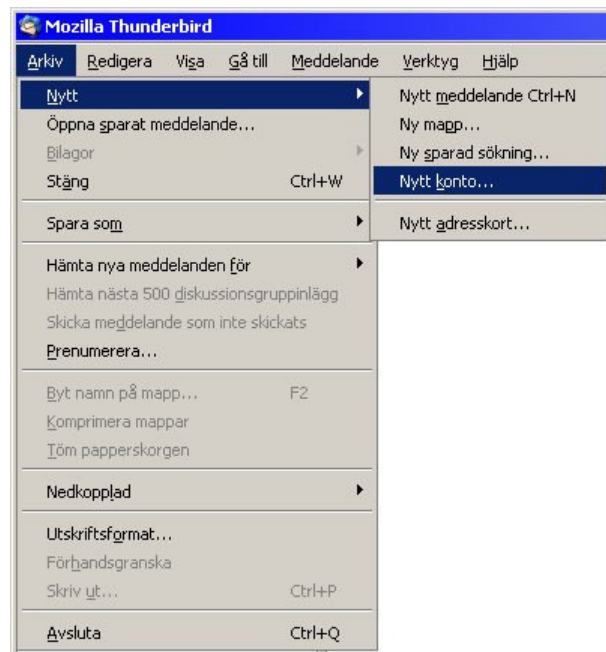 Mozilla Thunderbird
Arkiv Redigera Visa Gå till Meddelande Verktyg Hjälp
Nytt
Öppna sparat meddelande...
Bilagor
Stäng Ctrl+W
Spara som
Hämta nya meddelanden för
Hämta nästa 500 diskussionsgruppinlägg
Skicka meddelande som inte skickats
Prenumerera...
Byt namn på mapp... F2
Komprimera mappar
Töm papperskorgen
Nedkopplad
Utskriftsformat...
Förhandsgranska
Skriv ut... Ctrl+P
Avsluta Ctrl+Q
Nytt meddelande Ctrl+N
Ny mapp...
Ny sparad sökning...
Nytt konto...
Nytt adresskort...